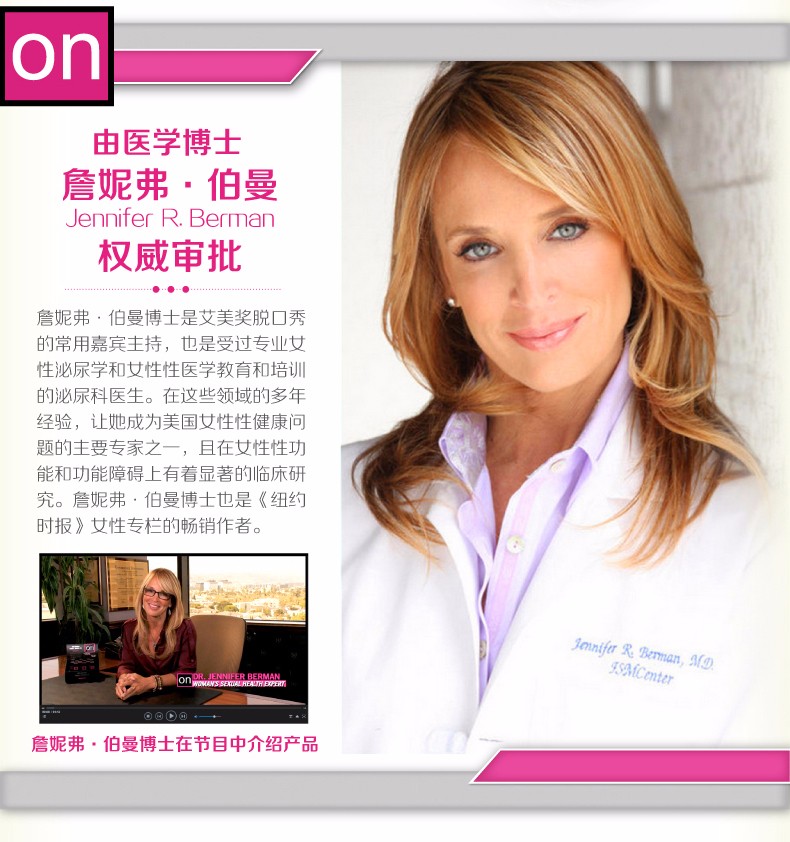 on
由医学博士
詹妮弗·伯曼
Jennifer R. Berman
权威审批
詹妮弗·伯曼博士是艾美奖脱口秀
的常用嘉宾主持，也是受过专业女
性泌尿学和女性性医学教育和培训
的泌尿科医生。在这些领域的多年
经验，让她成为美国女性性健康问
题的主要专家之一，且在女性性功
能和功能障碍上有着显著的临床研
究。詹妮弗·伯曼博士也是《纽约
时报》女性专栏的畅销作者。
on
on DR. JENNIFER BERMAN
WOMAN'S SEXUAL HEALTH EXPERT
詹妮弗·伯曼博士在节目中介绍产品
Jennifer R. Berman, MD
FSMCenter